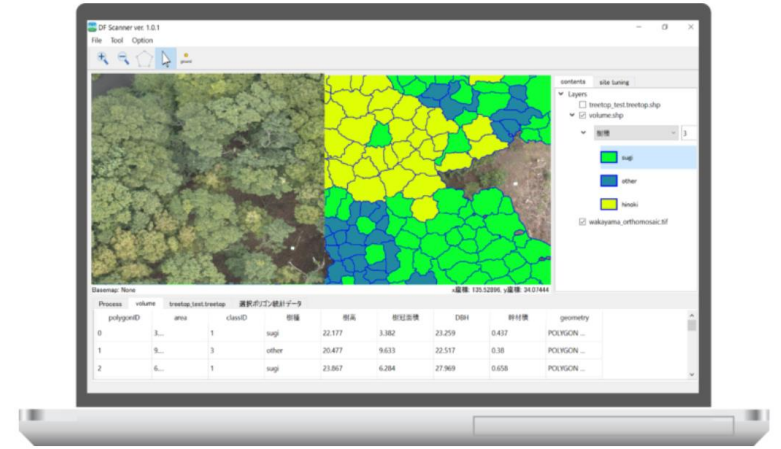 DF Scanner ver. 1.0.1
File Tool Option
contents site tuning
Layers
treetop_test.treetop.shp
volume.shp
樹種 3
sugi
other
hinoki
wakayama_orthomosaic.tif
Basemap: None
x座標: 135.52896, y座標: 34.07444
Process volume treetop_test.treetop 選択ポリゴン統計データ
polygonID area classID 樹種 樹高 樹冠面積 DBH 幹材積 geometry
0 3... 1 sugi 22.177 3.382 23.259 0.437 POLYGON ...
1 9... 3 other 20.477 9.633 22.517 0.38 POLYGON ...
2 6... 1 sugi 23.867 6.284 27.969 0.658 POLYGON ...